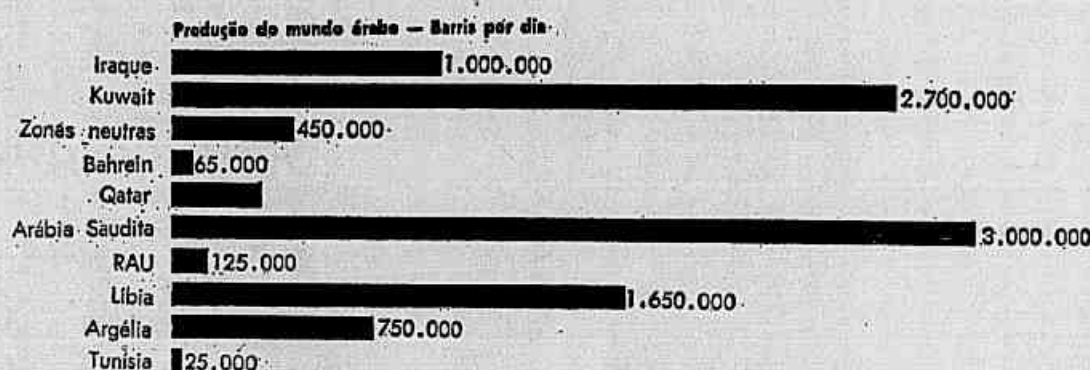 Produção do mundo árabe — Barris por dia
Iraque 1.000.000
Kuwait 2.700.000
Zonas neutras 450.000
Bahrein 65.000
Qatar
Arábia Saudita 3.000.000
RAU 125.000
Líbia 1.650.000
Argélia 750.000
Tunísia 25.000